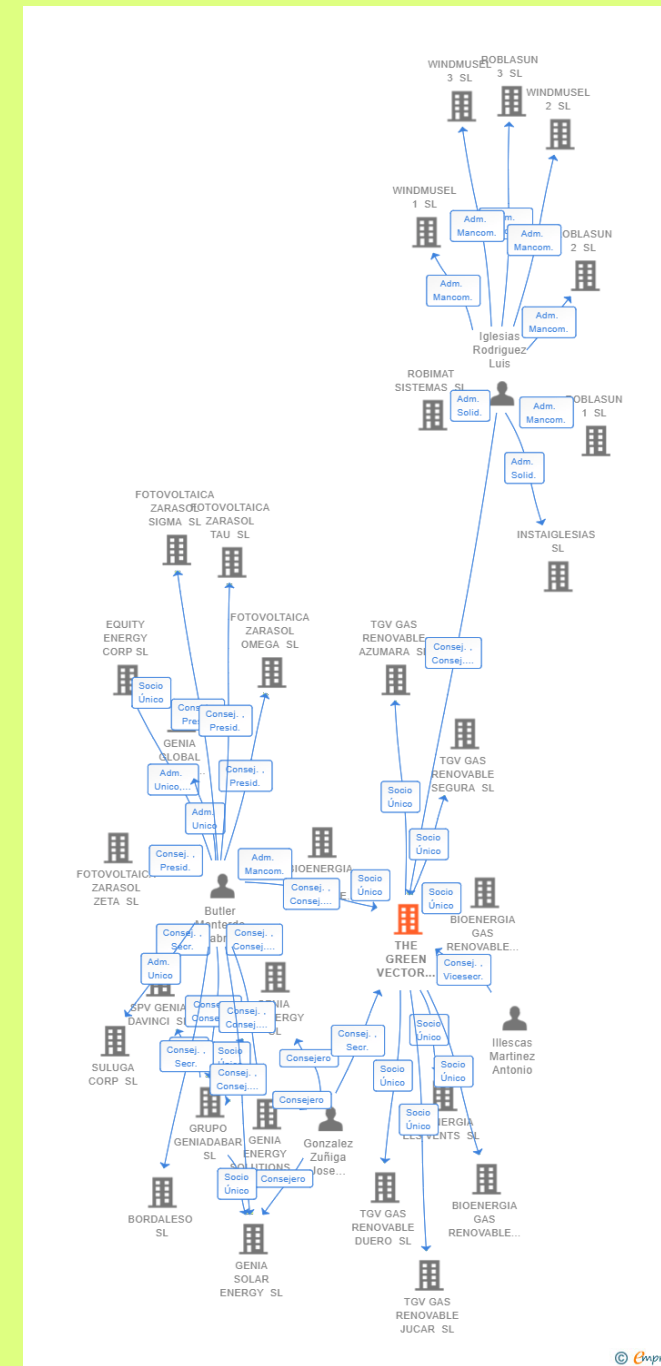 WINDMUSEL
3 SL
ROBLASUN
3 SL
WINDMUSEL
2 SL
WINDMUSEL
1 SL
Adm.
Mancom.
Adm.
Mancom.
OBLASUN
2 SL
Adm.
Mancom.
Adm.
Mancom.
Iglesias
Rodriguez
Luis
ROBIMAT
SISTEMAS SL
Adm.
Solid.
Adm.
Mancom.
ROBLASUN
1 SL
Adm.
Solid.
INSTAIGLESIAS
SL
FOTOVOLTAICA
ZARASOL
SIGMA SL
FOTOVOLTAICA
ZARASOL
TAU SL
FOTOVOLTAICA
ZARASOL
OMEGA SL
EQUITY
ENERGY
CORP SL
TGV GAS
RENOVABLE
AZUMARA SL
Consej. ,
Consej....
Socio
Único
Consej. ,
Presid.
GENIA
GLOBAL
Adm.
Unico,...
Consej. ,
Presid.
Adm.
Unico
TGV GAS
RENOVABLE
SEGURA SL
Socio
Único
Socio
Único
FOTOVOLTAICA
ZARASOL
ZETA SL
Consej. ,
Presid.
Adm.
Mancom.
BIOENERGIA
Consej. ,
Consej....
Socio
Único
Socio
Único
Butler
THE
GREEN
VECTOR...
BIOENERGIA
GAS
RENOVABLE...
Consej. ,
Secr.
Consej. ,
Consej....
Adm.
Unico
Consej. ,
Vicesecr.
SPV GENIA
DAVINCI SL
Consej. ,
Consej....
Illescas
Martinez
Antonio
SULUGA
CORP SL
Consej. ,
Secr.
Socio
Consej. ,
Consej....
Consejero
Consej. ,
Secr.
Socio
Único
Socio
Único
Socio
Único
Consejero
Socio
Único
GRUPO
GENIADABAR
SL
GENIA
ENERGY
SOLUTIONS
Gonzalez
Zuñiga
Jose...
Socio
Único
Consejero
BORDALESO
SL
GENIA
SOLAR
ENERGY SL
TGV GAS
RENOVABLE
DUERO SL
BIOENERGIA
GAS
RENOVABLE...
TGV GAS
RENOVABLE
JUCAR SL